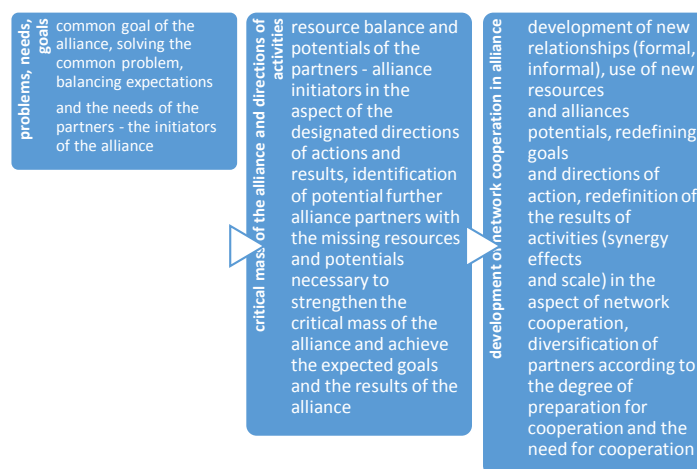 problems, needs,
goals
common goal of the
alliance, solving the
common problem,
balancing expectations
and the needs of the
partners - the initiators
of the alliance
critical mass of the alliance and directions of
activities
resource balance and
potentials of the
partners - alliance
initiators in the
aspect of the
designated directions
of actions and
results, identification
of potential further
alliance partners with
the missing resources
and potentials
necessary to
strengthen the
critical mass of the
alliance and achieve
the expected goals
and the results of the
alliance
development of network cooperation in alliance
development of new
relationships (formal,
informal), use of new
resources
and alliances
potentials, redefining
goals
and directions of
action, redefinition of
the results of
activities (synergy
effects
and scale) in the
aspect of network
cooperation,
diversification of
partners according to
the degree of
preparation for
cooperation and the
need for cooperation